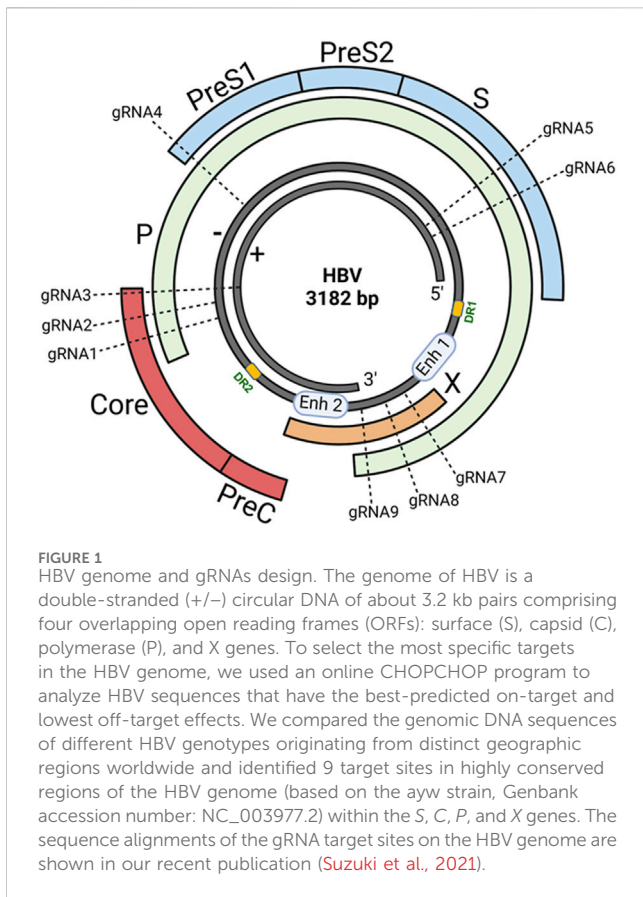 PreS2
PreS1
S
gRNA4
gRNA5
gRNA6
P
-
+
HBV
3182 bp
gRNA3
gRNA2
gRNA1
5'
DR1
Enh 1
DR2
3'
Enh 2
X
Core
PreC
gRNA7
gRNA8
gRNA9
FIGURE 1
HBV genome and gRNAs design. The genome of HBV is a
double-stranded (+/−) circular DNA of about 3.2 kb pairs comprising
four overlapping open reading frames (ORFs): surface (S), capsid (C),
polymerase (P), and X genes. To select the most specific targets
in the HBV genome, we used an online CHOPCHOP program to
analyze HBV sequences that have the best-predicted on-target and
lowest off-target effects. We compared the genomic DNA sequences
of different HBV genotypes originating from distinct geographic
regions worldwide and identified 9 target sites in highly conserved
regions of the HBV genome (based on the ayw strain, Genbank
accession number: NC_003977.2) within the S, C, P, and X genes. The
sequence alignments of the gRNA target sites on the HBV genome are
shown in our recent publication (Suzuki et al., 2021).